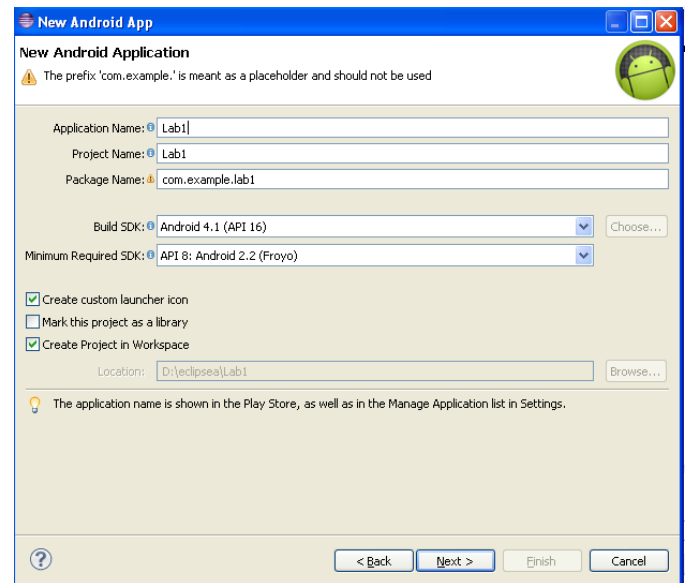 New Android App
New Android Application
The prefix 'com.example.' is meant as a placeholder and should not be used
Application Name: Lab1
Project Name: Lab1
Package Name: com.example.lab1
Build SDK: Android 4.1 (API 16) Choose...
Minimum Required SDK: API 8: Android 2.2 (Froyo)
Create custom launcher icon
Mark this project as a library
Create Project in Workspace
Location: D:\eclipsea\Lab1 Browse...
The application name is shown in the Play Store, as well as in the Manage Application list in Settings.
? < Back Next > Finish Cancel